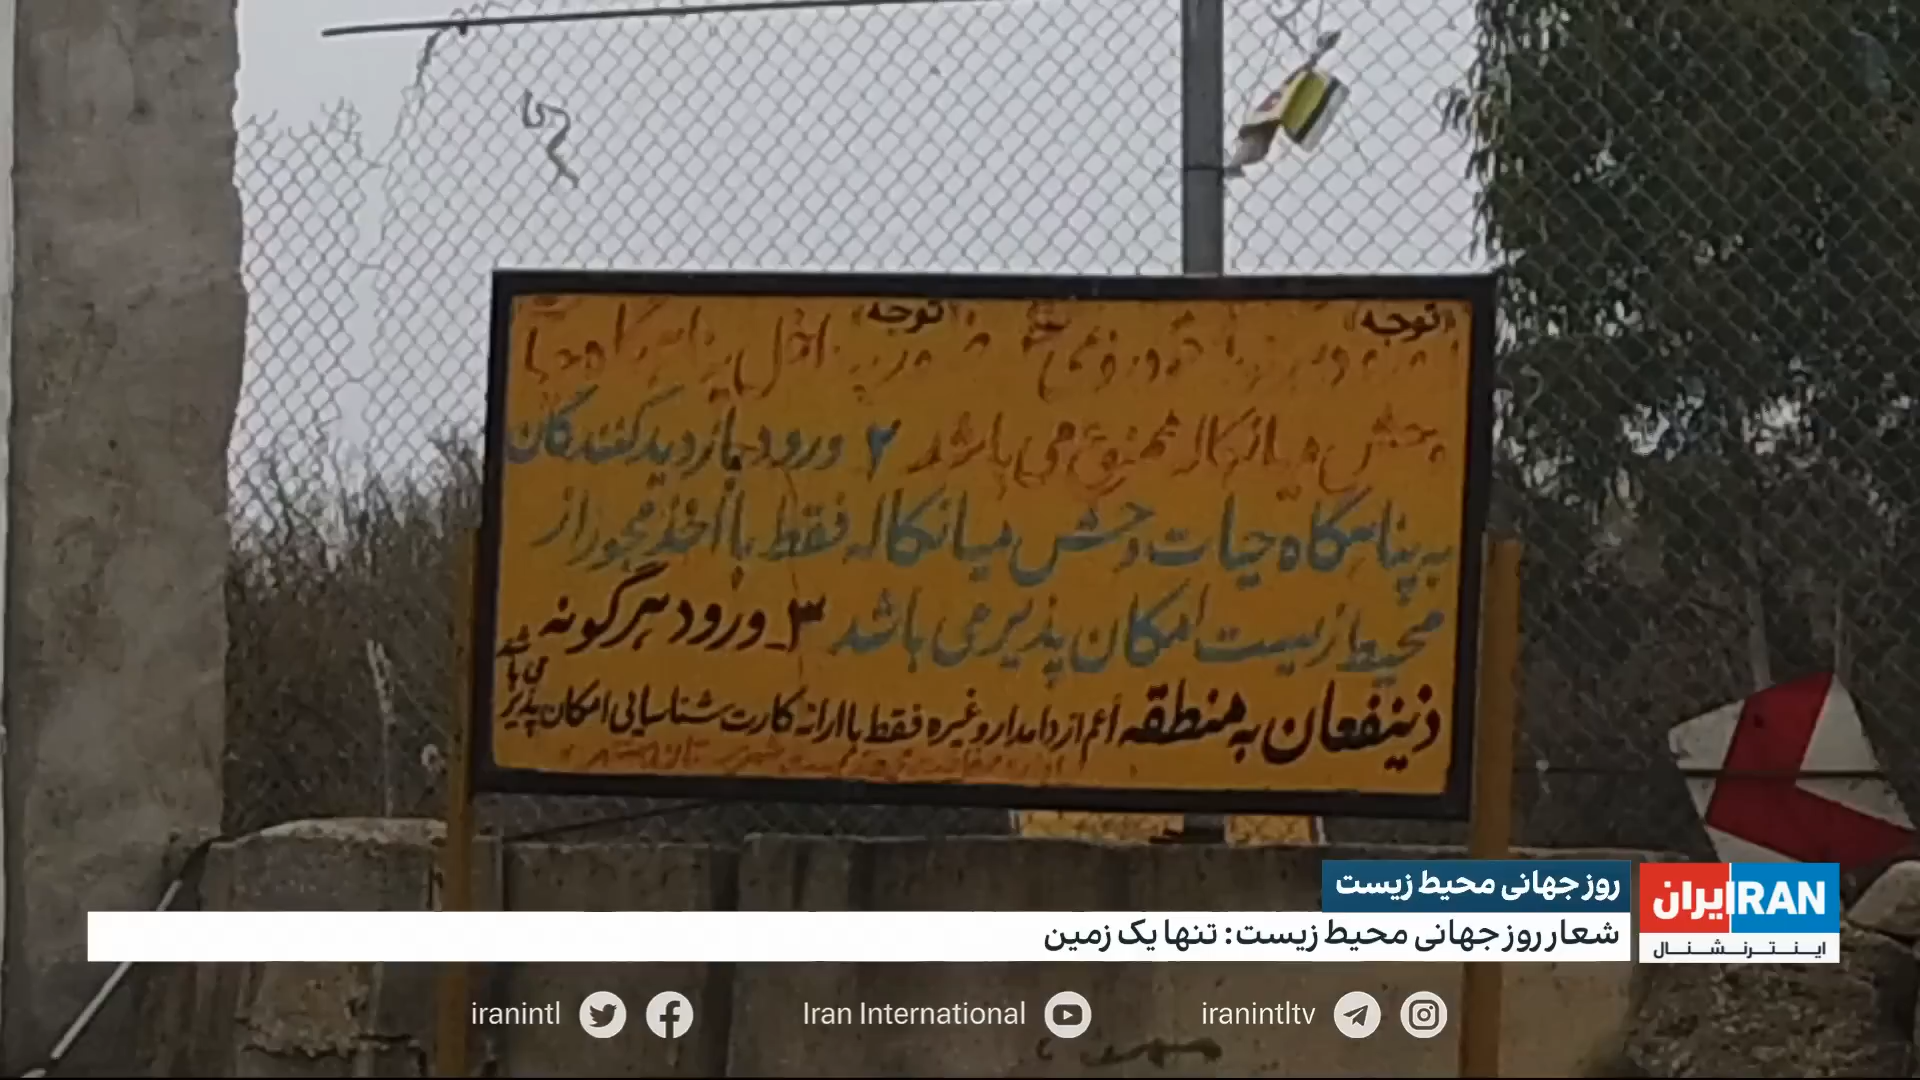 (توجه) (توجه)
وحش میانکاله ممنوع می باشد ۲ ورود بازدیدکنندگان
به پناهگاه حیات وحش میانکاله فقط با اخذ مجوز از
محیط زیست امکان پذیر می باشد ۳_ ورود هرگونه
ذینفعان به منطقه اعم از دامدار وغیره فقط با ارائه کارت شناسایی امکان پذیر
می باشد
روز جهانی محیط زیست
شعار روز جهانی محیط زیست: تنها یک زمین
ایران IRAN
اینترنشنال
iranintl
Iran International
iranintltv